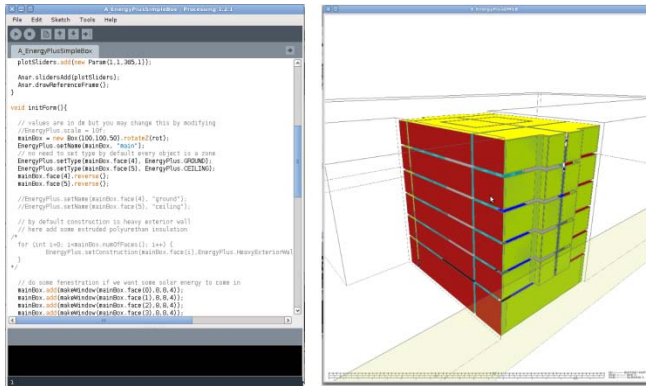 A_EnergyPlusSimpleBox - Processing 1.2.1
File Edit Sketch Tools Help
A_EnergyPlusSimpleBox
plotSliders.add(new Param(1,1,365,1));
Anar.slidersAdd(plotSliders);
Anar.drawReferenceFrame();
}
void initForm(){
// values are in dm but you may change this by modifying
//EnergyPlus.scale = 10f;
mainBox = new Box(100,100,50).rotateZ(rot);
EnergyPlus.setName(mainBox, "main");
// no need to set type by default every object is a zone
EnergyPlus.setType(mainBox.face(4), EnergyPlus.GROUND);
EnergyPlus.setType(mainBox.face(5), EnergyPlus.CEILING);
mainBox.face(4).reverse();
mainBox.face(5).reverse();
//EnergyPlus.setName(mainBox.face(4), "ground");
//EnergyPlus.setName(mainBox.face(5), "ceiling");
// by default construction is heavy exterior wall
// here add some extruded polyurethan insulation
/*
for (int i=0; i<mainBox.numOfFaces(); i++) {
EnergyPlus.setConstruction(mainBox.face(i),EnergyPlus.HeavyExteriorWal
}
*/
// do some fenestration if we want some solar energy to come in
mainBox.add(makeWindow(mainBox.face(0),8,8,4));
mainBox.add(makeWindow(mainBox.face(1),8,8,4));
mainBox.add(makeWindow(mainBox.face(2),8,8,4));
mainBox.add(makeWindow(mainBox.face(3),8,8,4));
1